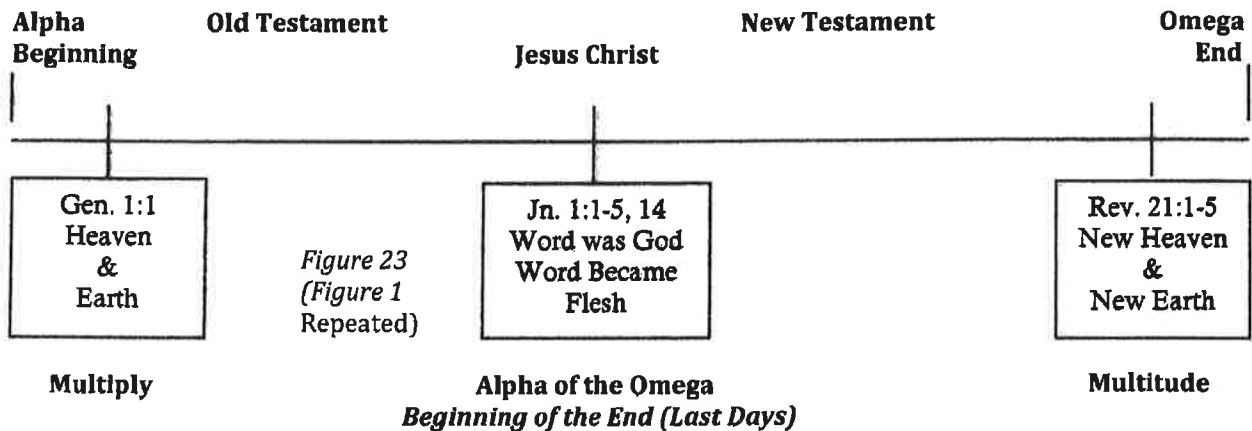 Alpha
Beginning
Old Testament
Jesus Christ
New Testament
Omega
End
Gen. 1:1
Heaven
&
Earth
Figure 23
(Figure 1
Repeated)
Jn. 1:1-5, 14
Word was God
Word Became
Flesh
Rev. 21:1-5
New Heaven
&
New Earth
Multiply
Alpha of the Omega
Beginning of the End (Last Days)
Multitude